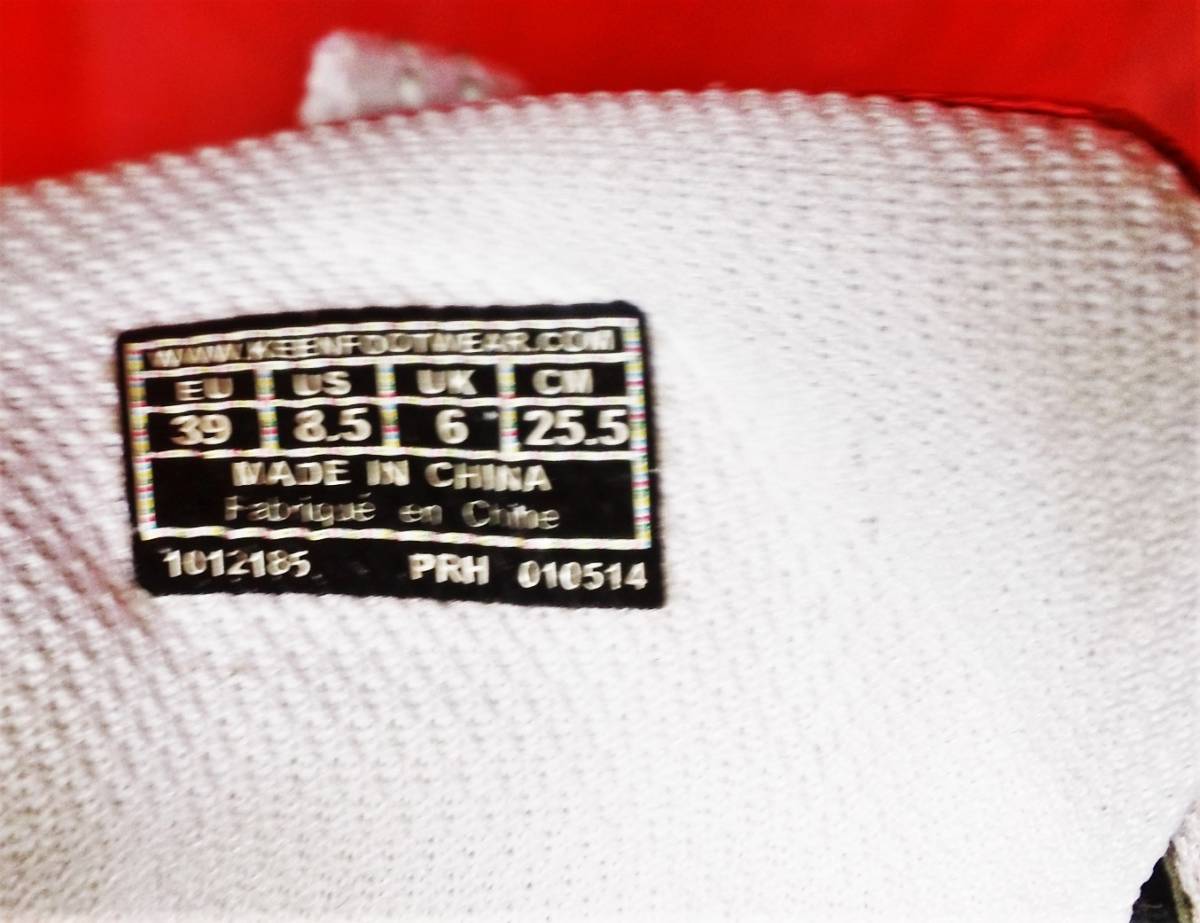 WWW.KEENFOOTWEAR.COM
EU US UK CM
39 8.5 6 25.5
MADE IN CHINA
Fabriqué en Chine
1012185 PRH 010514